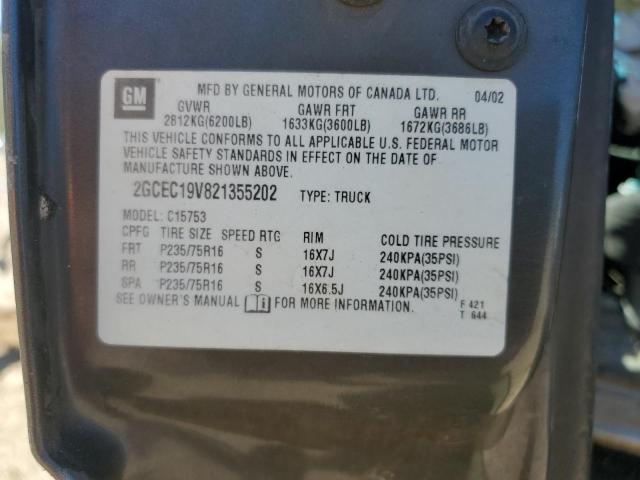 GM
MFD BY GENERAL MOTORS OF CANADA LTD. 04/02
GVWR GAWR FRT GAWR RR
2812KG(6200LB) 1633KG(3600LB) 1672KG(3686LB)
THIS VEHICLE CONFORMS TO ALL APPLICABLE U.S. FEDERAL MOTOR
VEHICLE SAFETY STANDARDS IN EFFECT ON THE DATE OF
MANUFACTURE SHOWN ABOVE.
2GCEC19V821355202 TYPE: TRUCK
MODEL: C15753
CPFG TIRE SIZE SPEED RTG RIM COLD TIRE PRESSURE
FRT P235/75R16 S 16X7J 240KPA(35PSI)
RR P235/75R16 S 16X7J 240KPA(35PSI)
SPA P235/75R16 S 16X6.5J 240KPA(35PSI)
SEE OWNER'S MANUAL FOR MORE INFORMATION. F 421
T 644